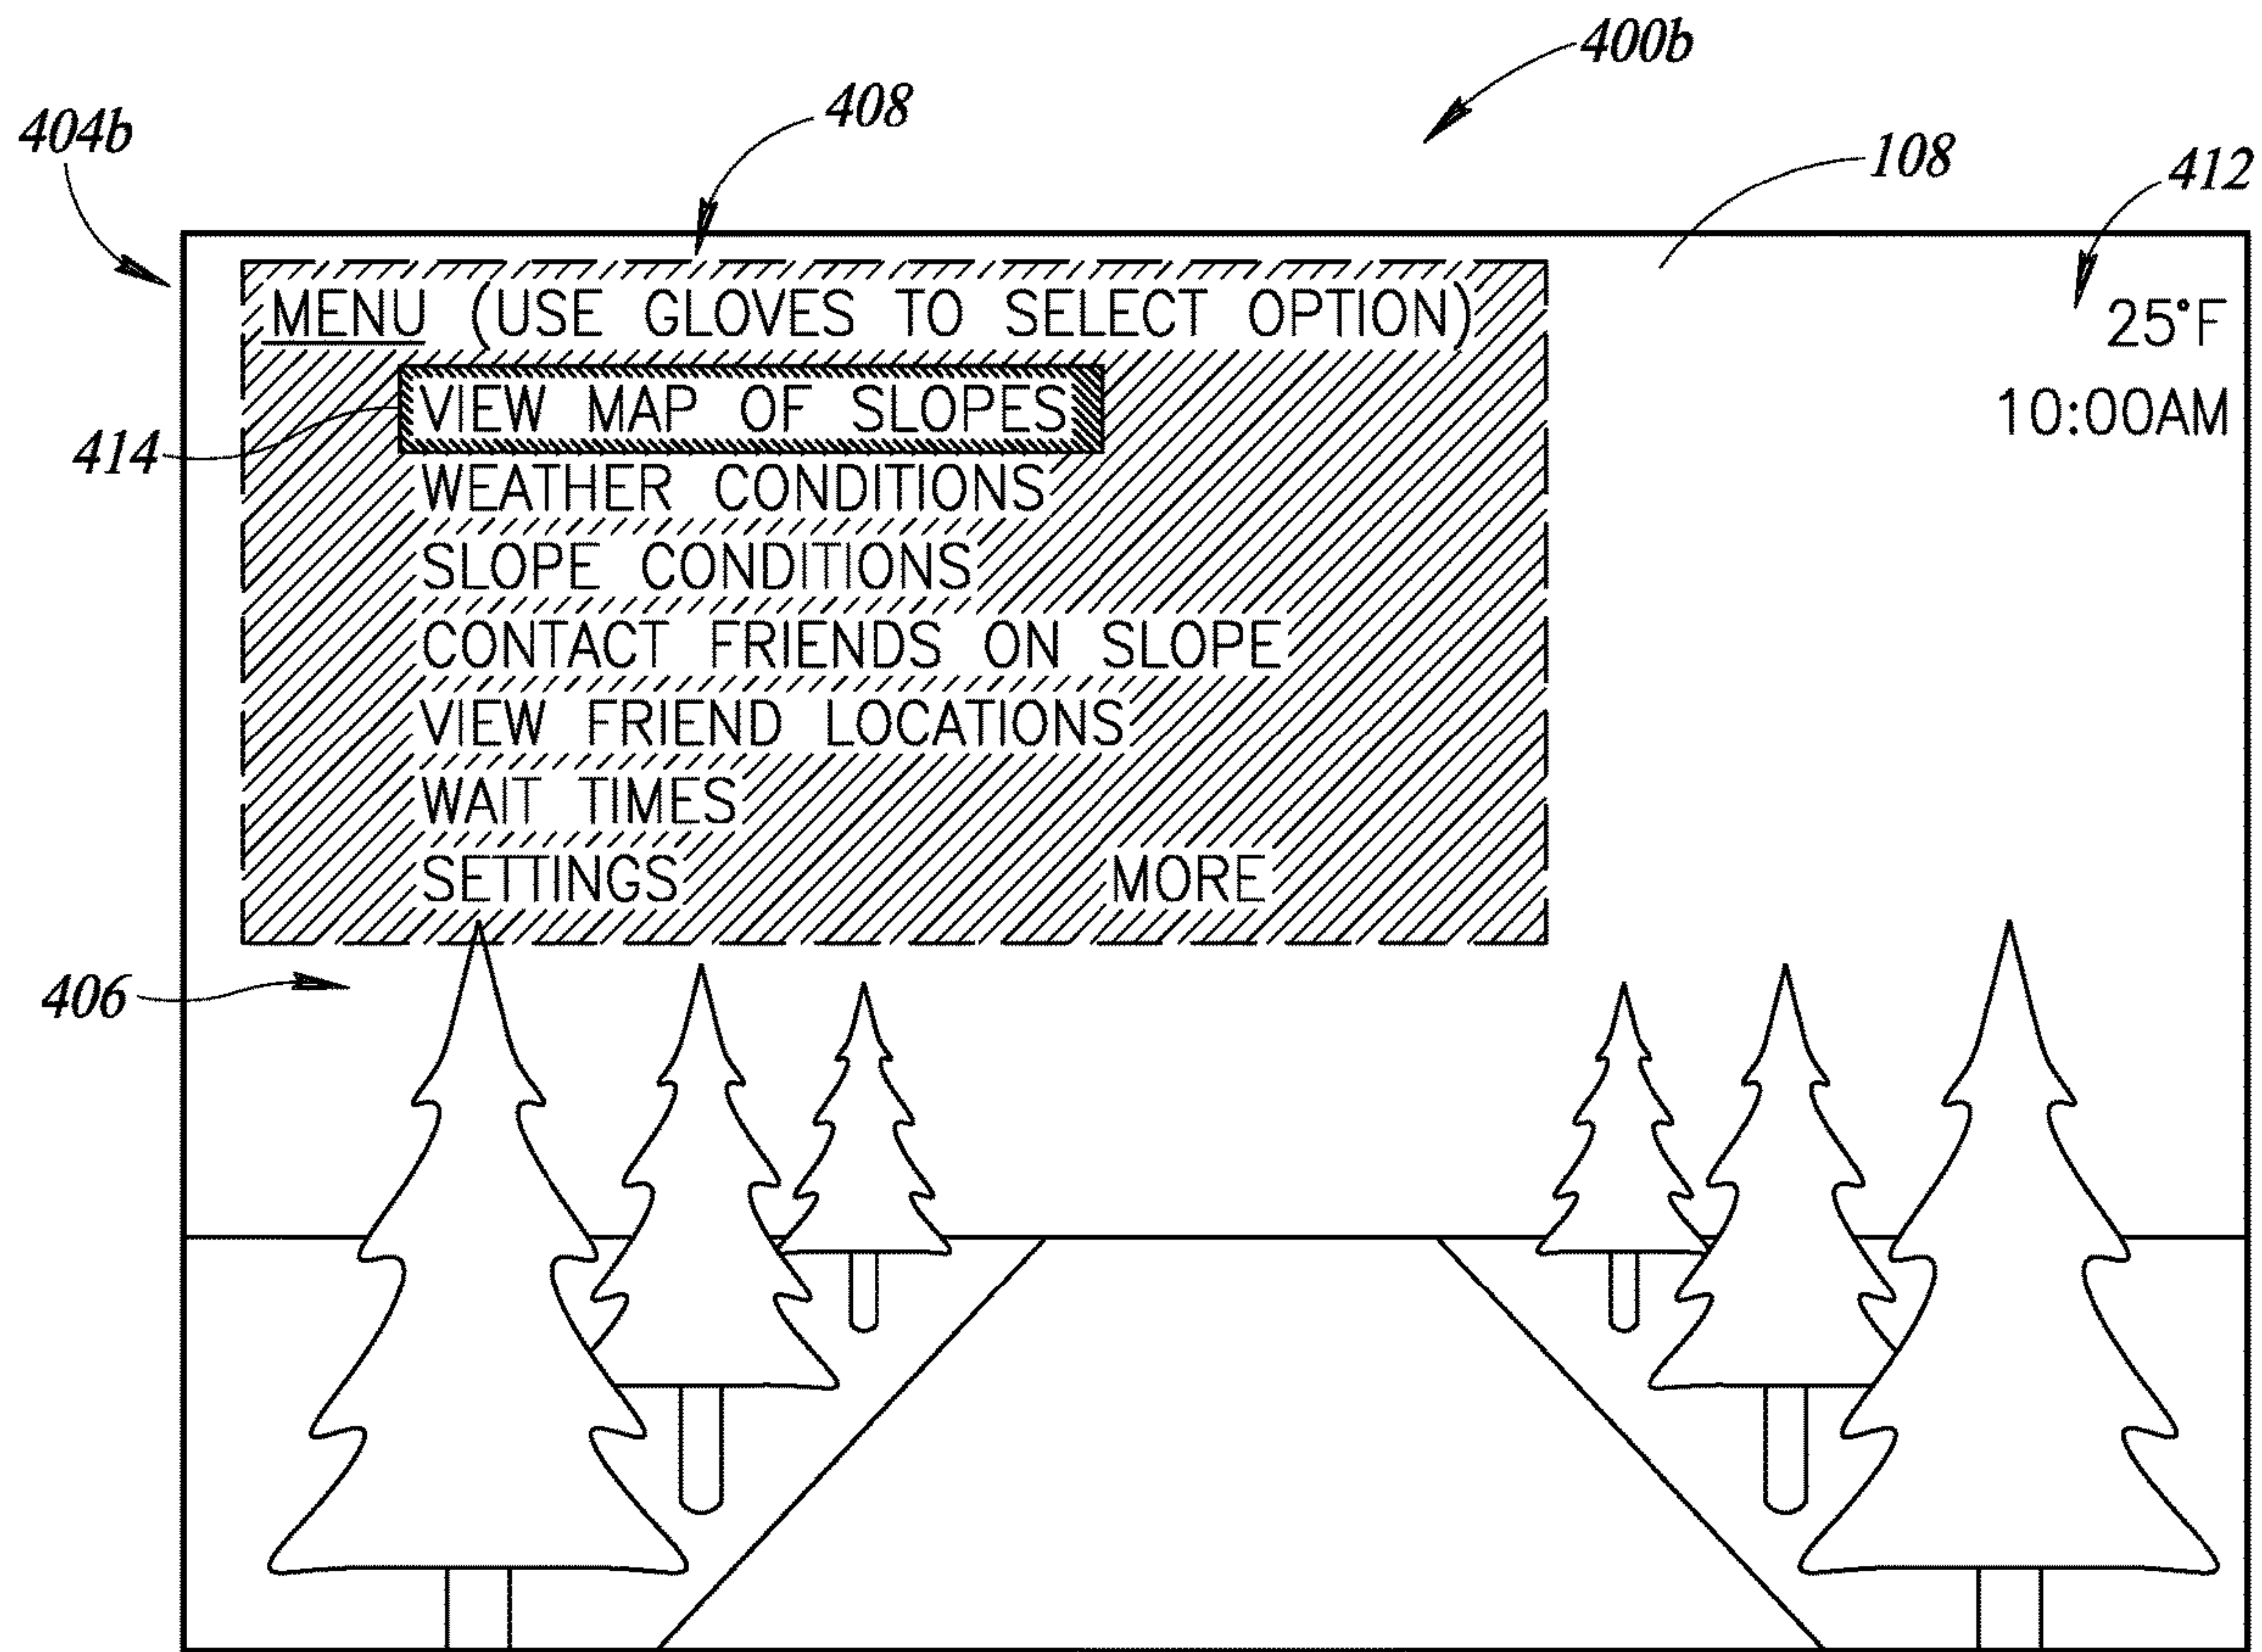 400b
408
404b
108
412
MENU (USE GLOVES TO SELECT OPTION)
25°F
VIEW MAP OF SLOPES
10:00AM
414
WEATHER CONDITIONS
SLOPE CONDITIONS
CONTACT FRIENDS ON SLOPE
VIEW FRIEND LOCATIONS
WAIT TIMES
SETTINGS MORE
406